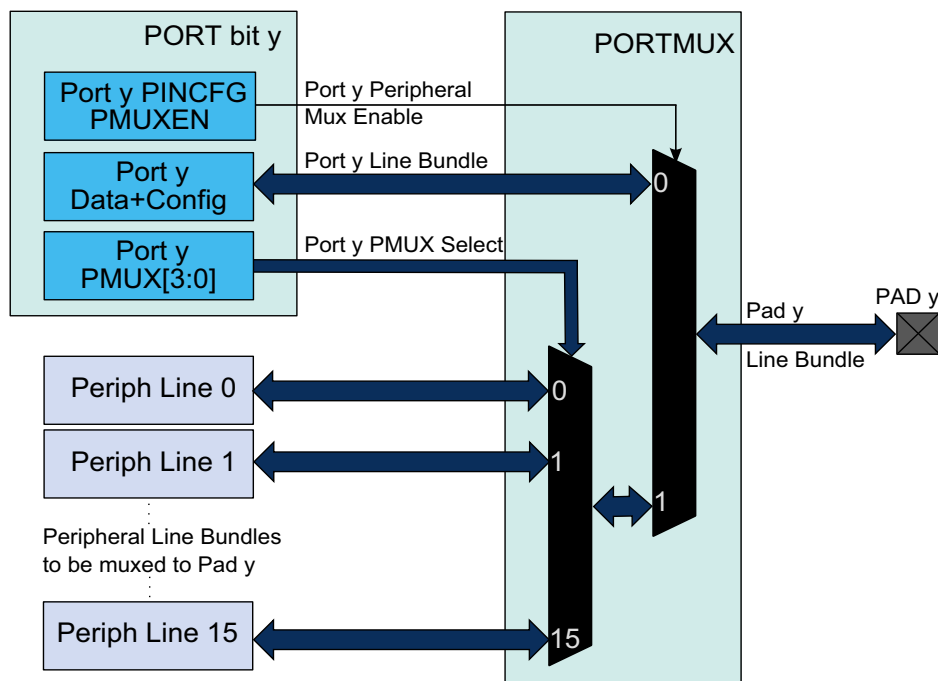 PORT bit y
PORTMUX
Port y PINCFG
PMUXEN
Port y Peripheral
Mux Enable
Port y
Data+Config
Port y Line Bundle
0
Port y
PMUX[3:0]
Port y PMUX Select
Pad y
Line Bundle
PAD y
Periph Line 0
0
Periph Line 1
1
1
Peripheral Line Bundles
to be muxed to Pad y
Periph Line 15
15